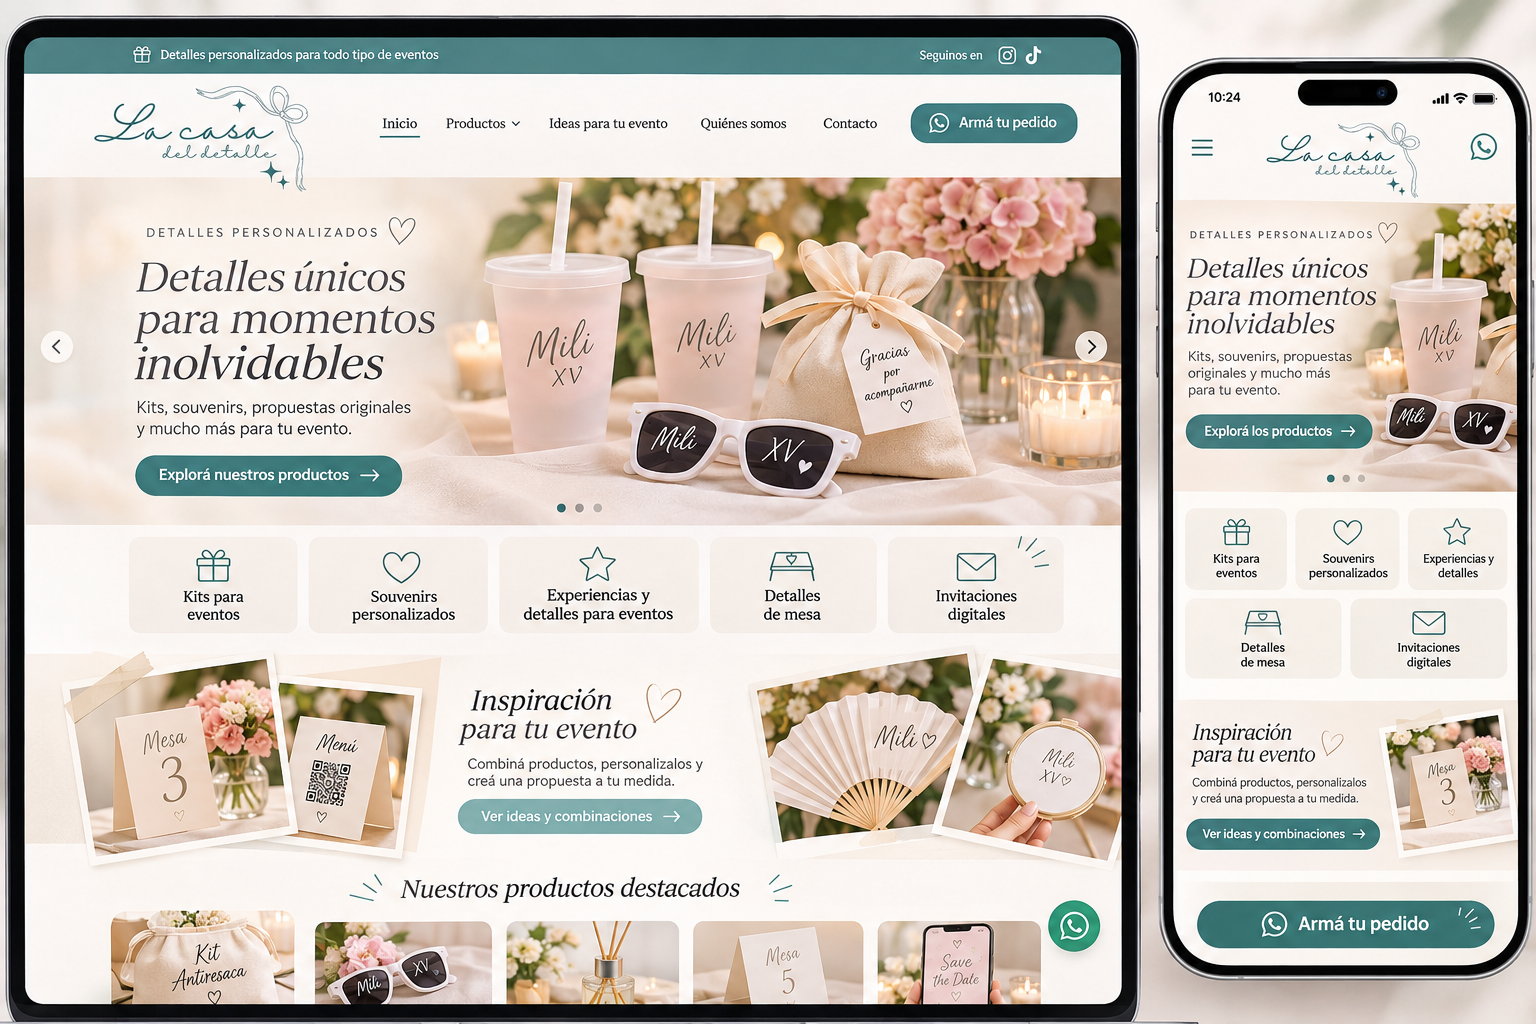 Detalles personalizados para todo tipo de eventos
Seguinos en
La casa
del detalle
Inicio
Productos
Ideas para tu evento
Quiénes somos
Contacto
Armá tu pedido
DETALLES PERSONALIZADOS
Detalles únicos
para momentos
inolvidables
Kits, souvenirs, propuestas originales
y mucho más para tu evento.
Explorá nuestros productos
Mili
XV
Mili
XV
Gracias
por
acompañarme
Mili
XV
Kits para
eventos
Souvenirs
personalizados
Experiencias y
detalles para eventos
Detalles
de mesa
Invitaciones
digitales
Mesa
3
Menú
Inspiración
para tu evento
Combiná productos, personalizalos y
creá una propuesta a tu medida.
Ver ideas y combinaciones
Mili
Mili
XV
Nuestros productos destacados
Kit
Antiresaca
Mili
XV
Mesa
5
Save
the Date
10:24
La casa
del detalle
DETALLES PERSONALIZADOS
Detalles únicos
para momentos
inolvidables
Kits, souvenirs, propuestas
originales y mucho más
para tu evento.
Explorá los productos
Mili
XV
Mili
XV
Kits para
eventos
Souvenirs
personalizados
Experiencias y
detalles
Detalles
de mesa
Invitaciones
digitales
Inspiración
para tu evento
Combiná productos, personalizalos
y creá una propuesta a tu medida.
Ver ideas y combinaciones
Mesa
3
Armá tu pedido